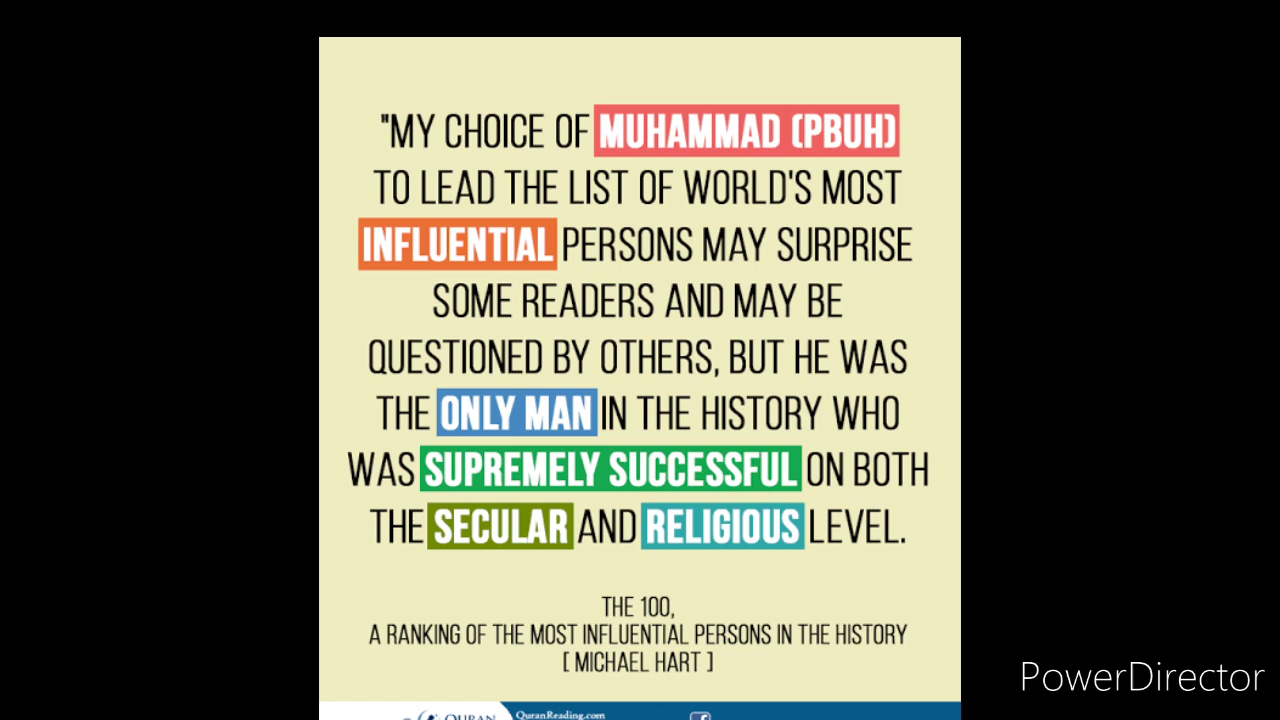 "MY CHOICE OF MUHAMMAD (PBUH)
TO LEAD THE LIST OF WORLD'S MOST
INFLUENTIAL PERSONS MAY SURPRISE
SOME READERS AND MAY BE
QUESTIONED BY OTHERS, BUT HE WAS
THE ONLY MAN IN THE HISTORY WHO
WAS SUPREMELY SUCCESSFUL ON BOTH
THE SECULAR AND RELIGIOUS LEVEL.
THE 100,
A RANKING OF THE MOST INFLUENTIAL PERSONS IN THE HISTORY
[ MICHAEL HART ]
PowerDirector
QURAN QuranReading.com